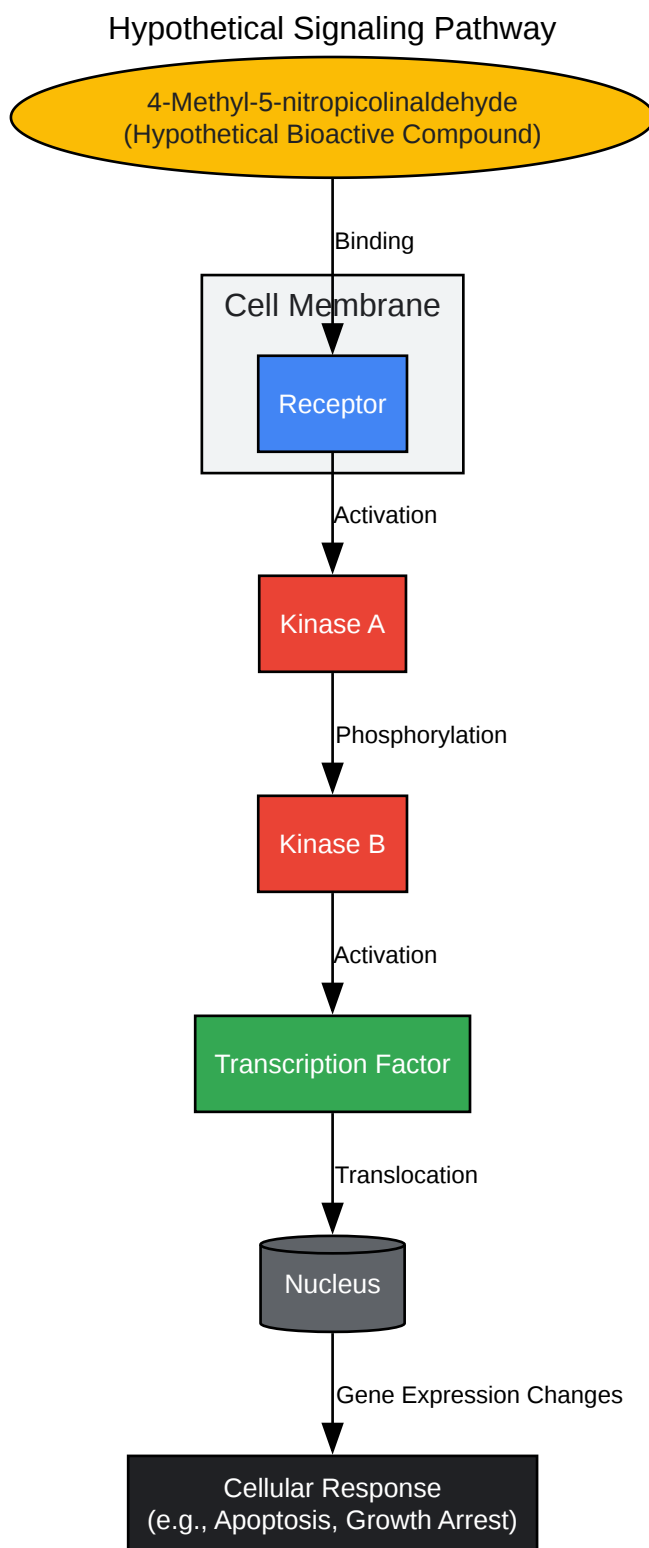 Hypothetical Signaling Pathway
4-Methyl-5-nitropicolinaldehyde
(Hypothetical Bioactive Compound)
Binding
Cell Membrane
Receptor
Activation
Kinase A
Phosphorylation
Kinase B
Activation
Transcription Factor
Translocation
Nucleus
Gene Expression Changes
Cellular Response
(e.g., Apoptosis, Growth Arrest)